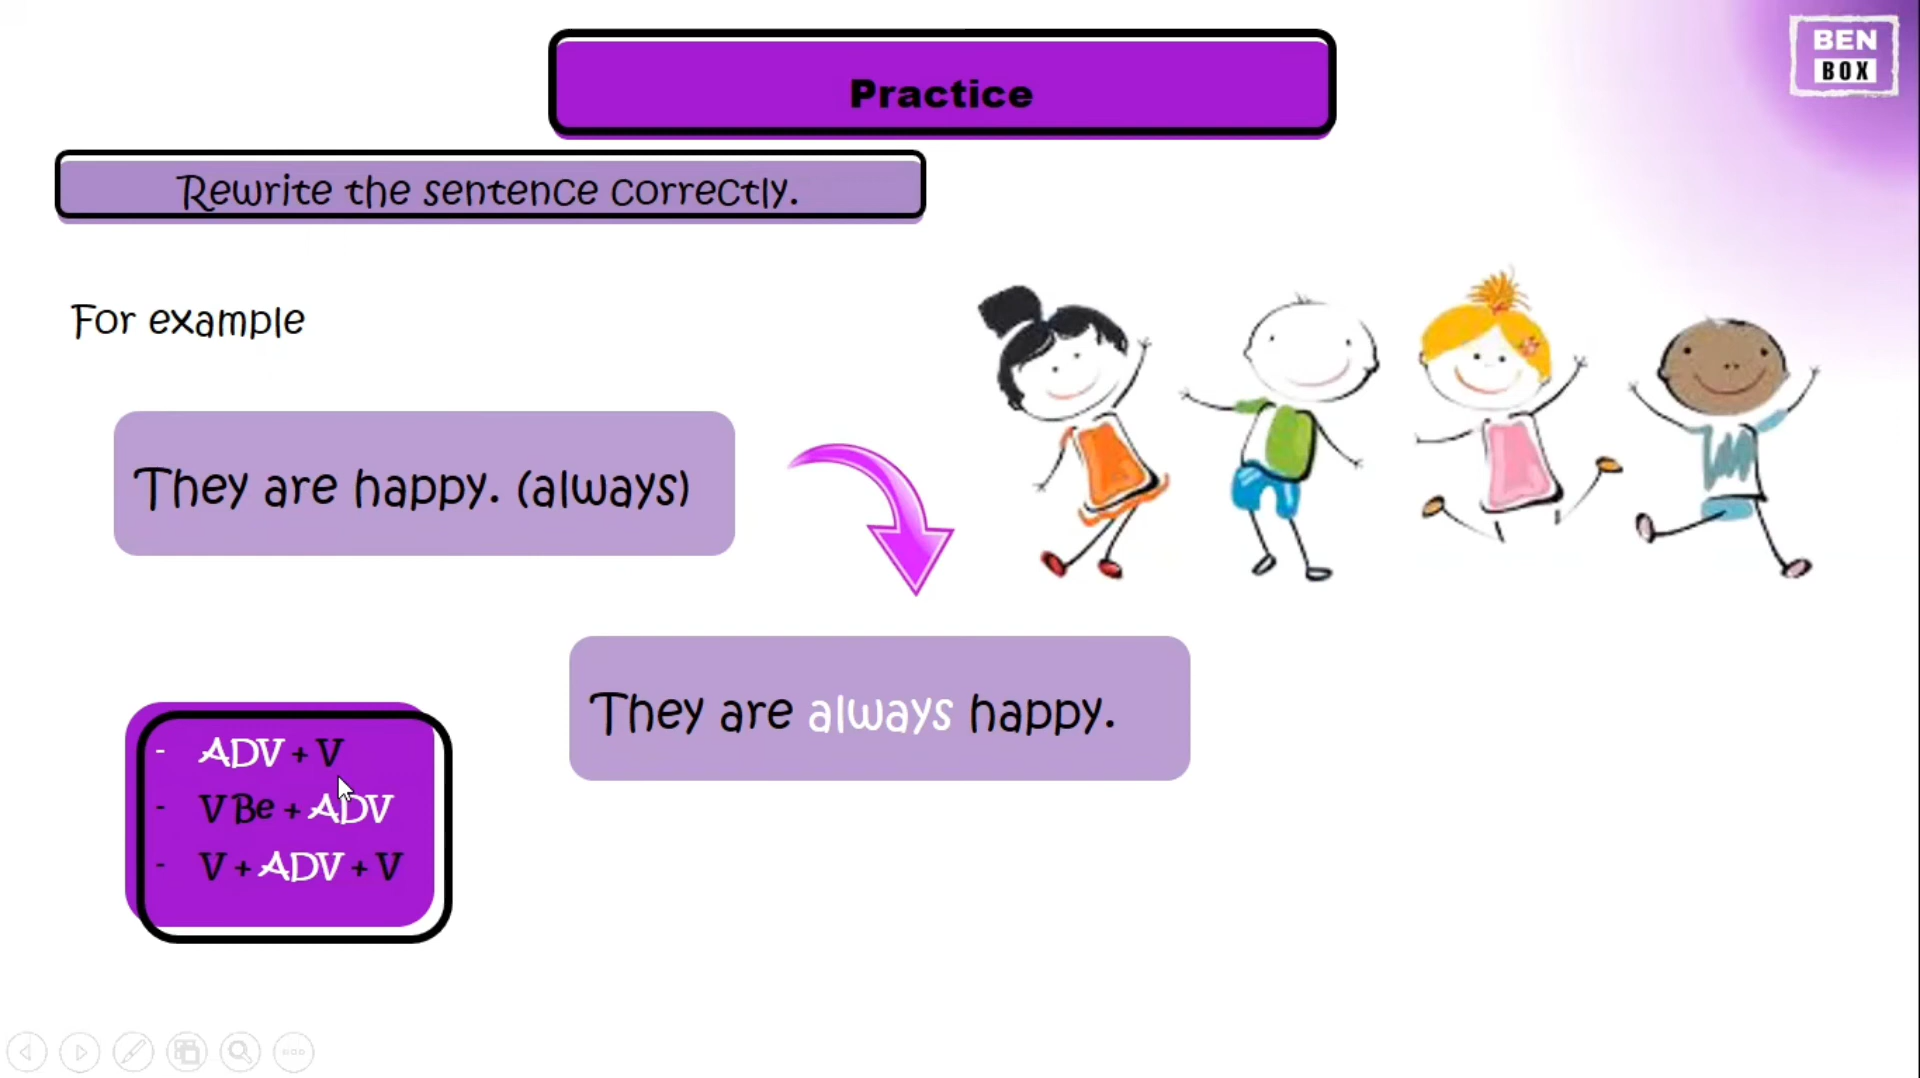 BEN
BOX
Practice
Rewrite the sentence correctly.
For example
They are happy. (always)
They are always happy.
- ADV + V
- V Be + ADV
- V + ADV + V